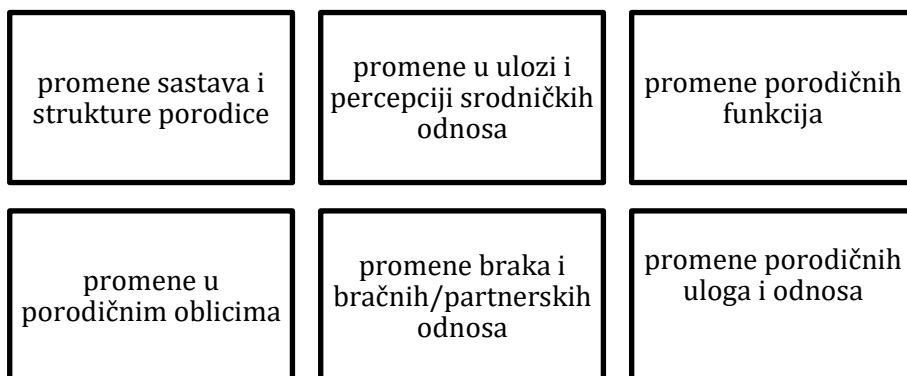 promene sastava i
strukture porodice
promene u ulozi i
percepciji srodničkih
odnosa
promene porodičnih
funkcija
promene u
porodičnim oblicima
promene braka i
bračnih/partnerskih
odnosa
promene porodičnih
uloga i odnosa